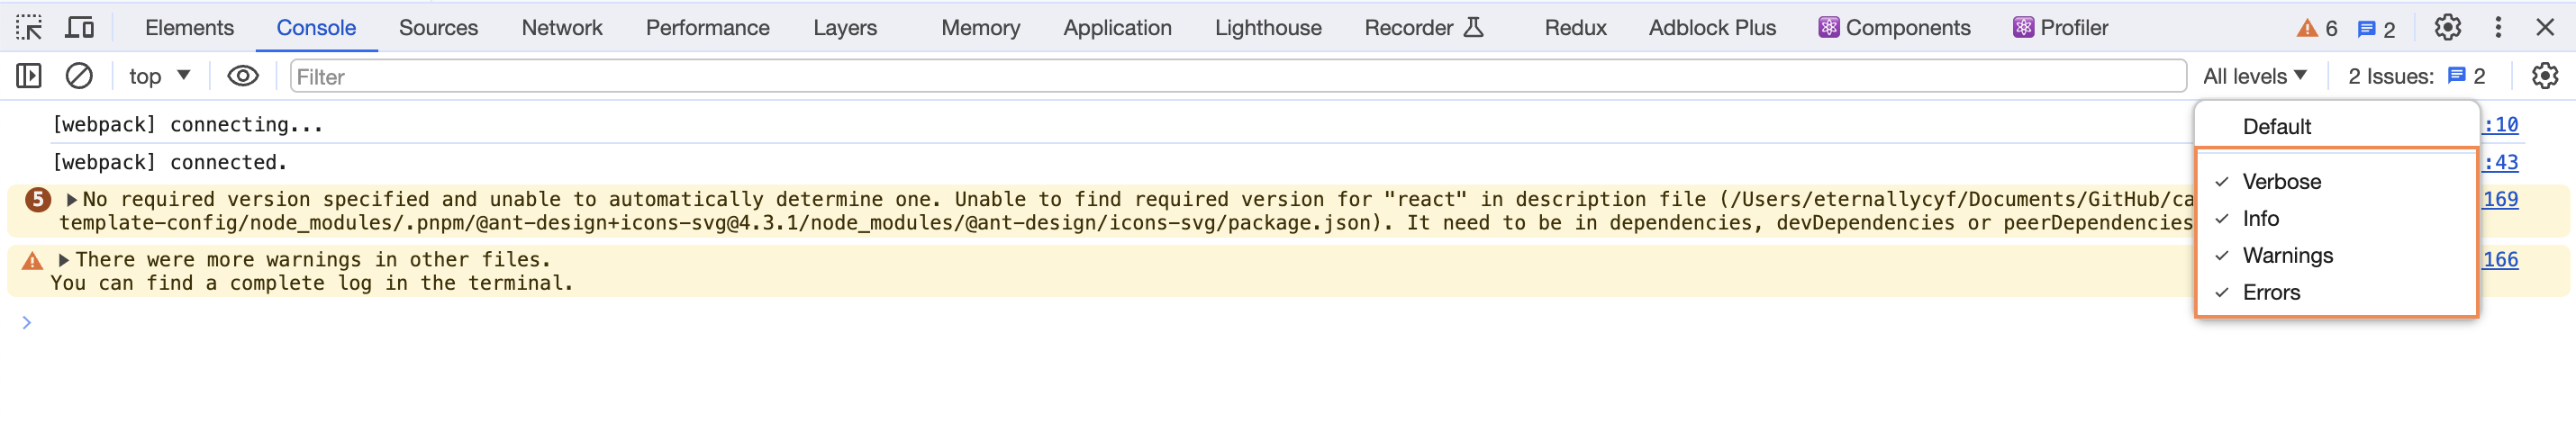 Elements Console Sources Network Performance Layers Memory Application Lighthouse Recorder Redux Adblock Plus Components Profiler 6 2
top Filter All levels 2 Issues: 2
Default
Verbose
Info
Warnings
Errors
[webpack] connecting... :10
[webpack] connected. :43
5 No required version specified and unable to automatically determine one. Unable to find required version for "react" in description file (/Users/eternallycyf/Documents/GitHub/ca 169
template-config/node_modules/.pnpm/@ant-design+icons-svg@4.3.1/node_modules/@ant-design/icons-svg/package.json). It need to be in dependencies, devDependencies or peerDependencies
There were more warnings in other files. 166
You can find a complete log in the terminal.
>